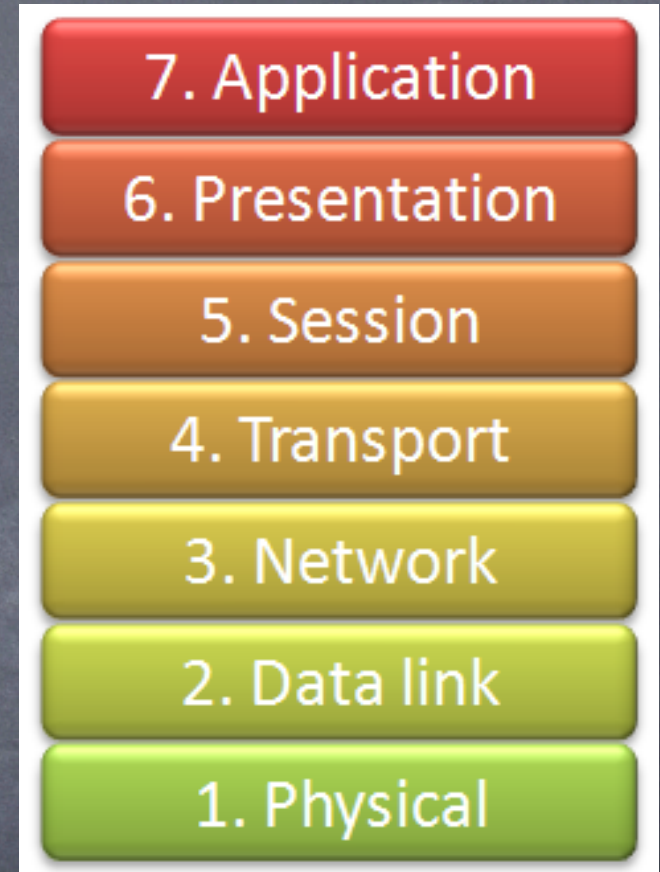 7. Application
6. Presentation
5. Session
4. Transport
3. Network
2. Data link
1. Physical